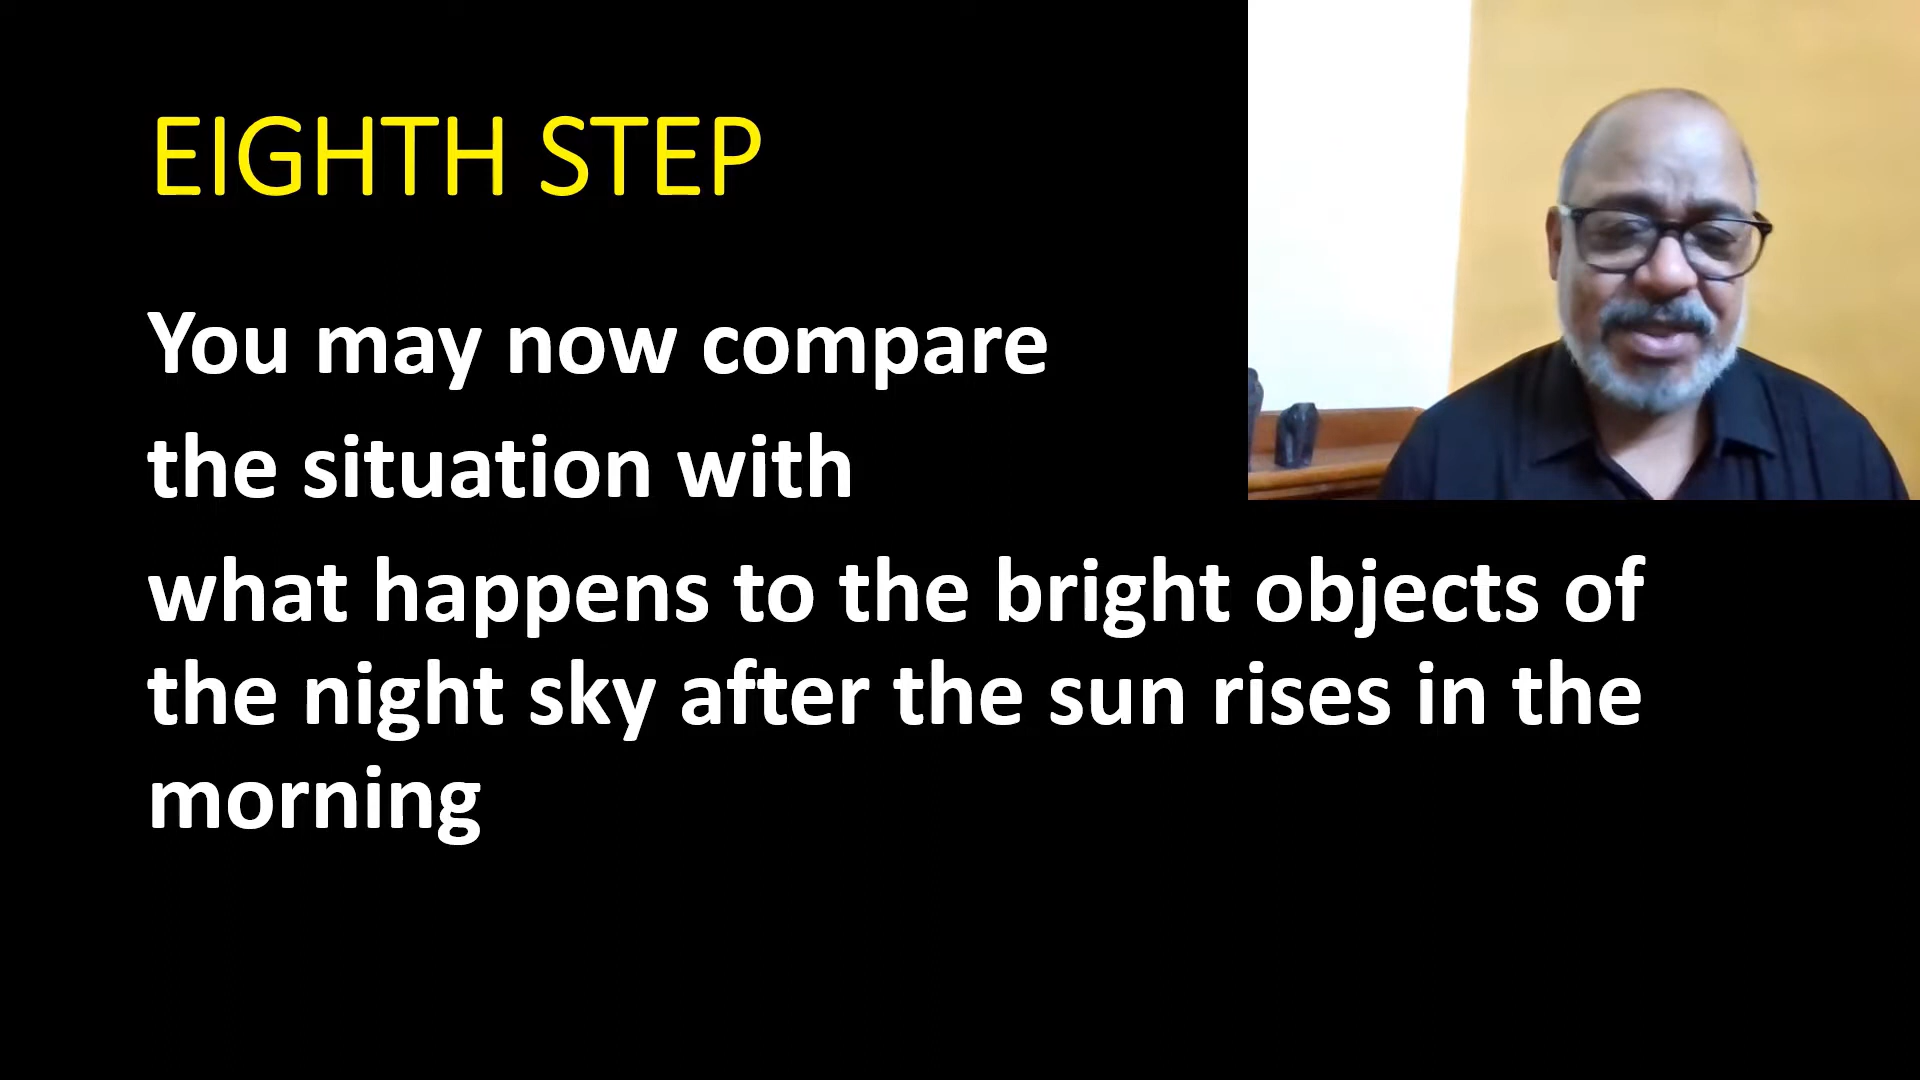 EIGHTH STEP
You may now compare
the situation with
what happens to the bright objects of
the night sky after the sun rises in the
morning